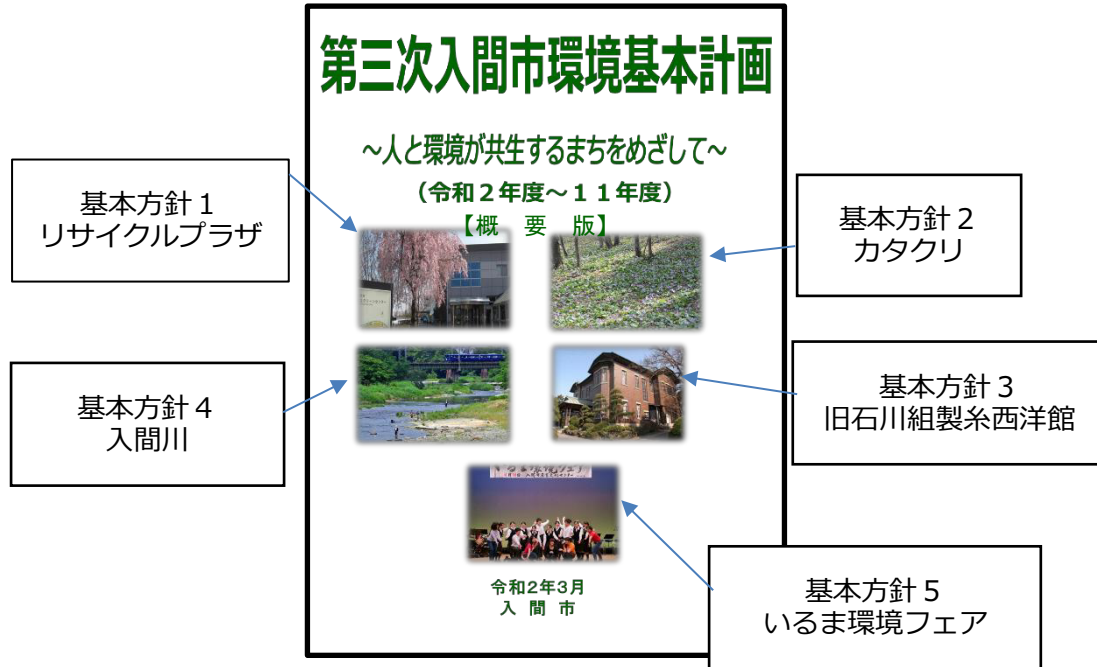 第三次入間市環境基本計画
~人と環境が共生するまちをめざして~
(令和2年度~11年度)
【概 要 版】
基本方針1
リサイクルプラザ
基本方針2
カタクリ
基本方針4
入間川
基本方針3
旧石川組製糸西洋館
基本方針5
いるま環境フェア
令和2年3月
入 間 市